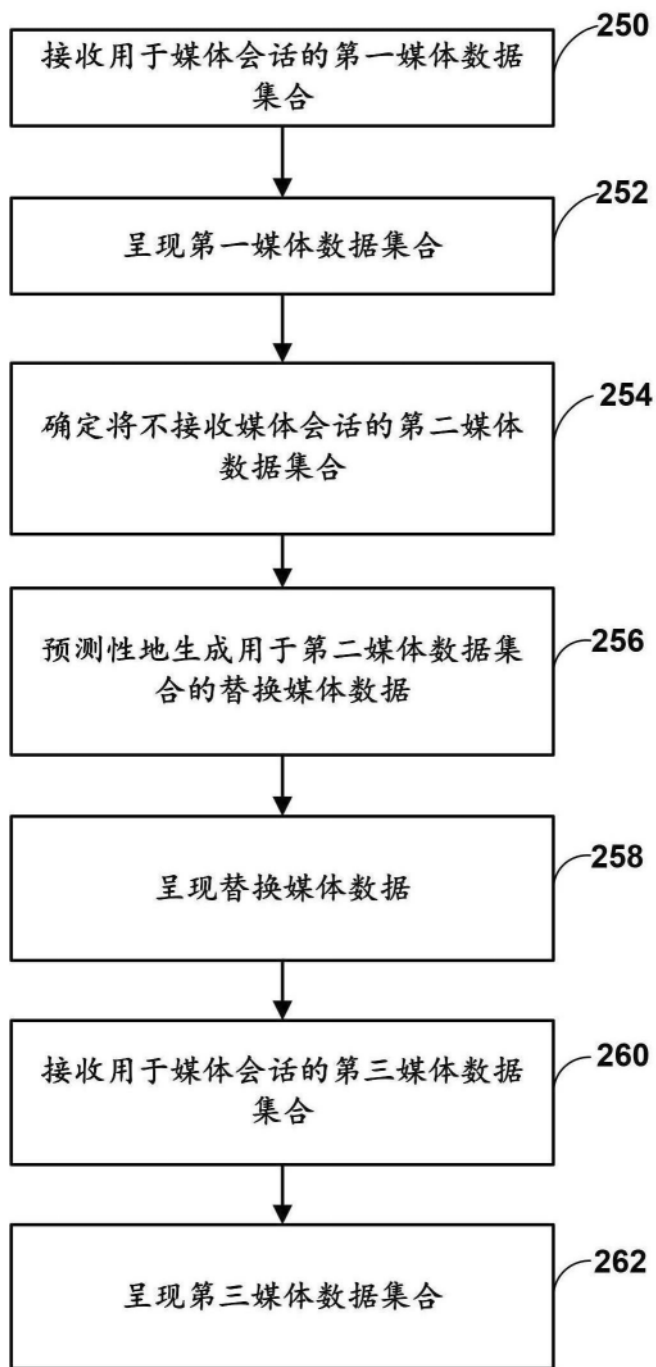 250
接收用于媒体会话的第一媒体数据
集合
252
呈现第一媒体数据集合
254
确定将不接收媒体会话的第二媒体
数据集合
256
预测性地生成用于第二媒体数据集
合的替换媒体数据
258
呈现替换媒体数据
260
接收用于媒体会话的第三媒体数据
集合
262
呈现第三媒体数据集合